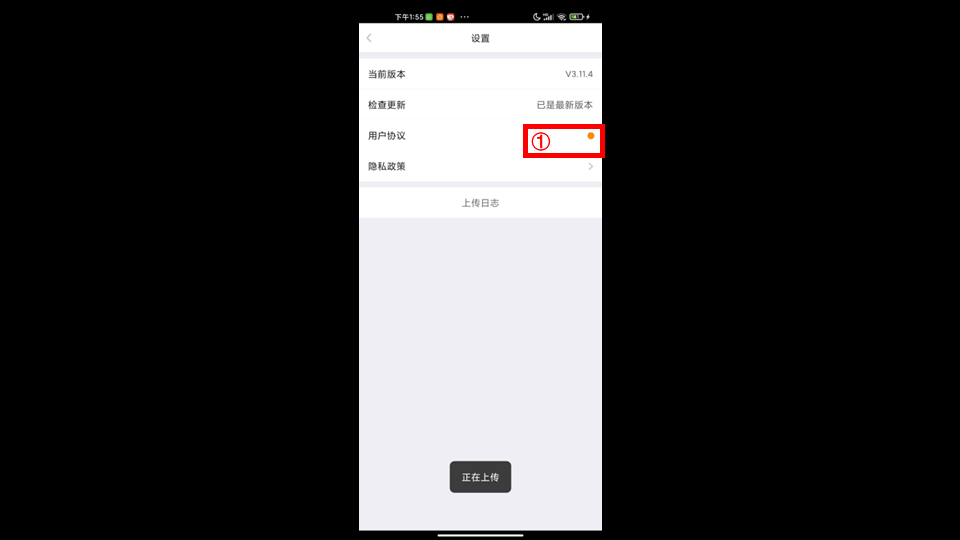 下午1:55
设置
当前版本
V3.11.4
检查更新
已是最新版本
用户协议
①
隐私政策
上传日志
正在上传